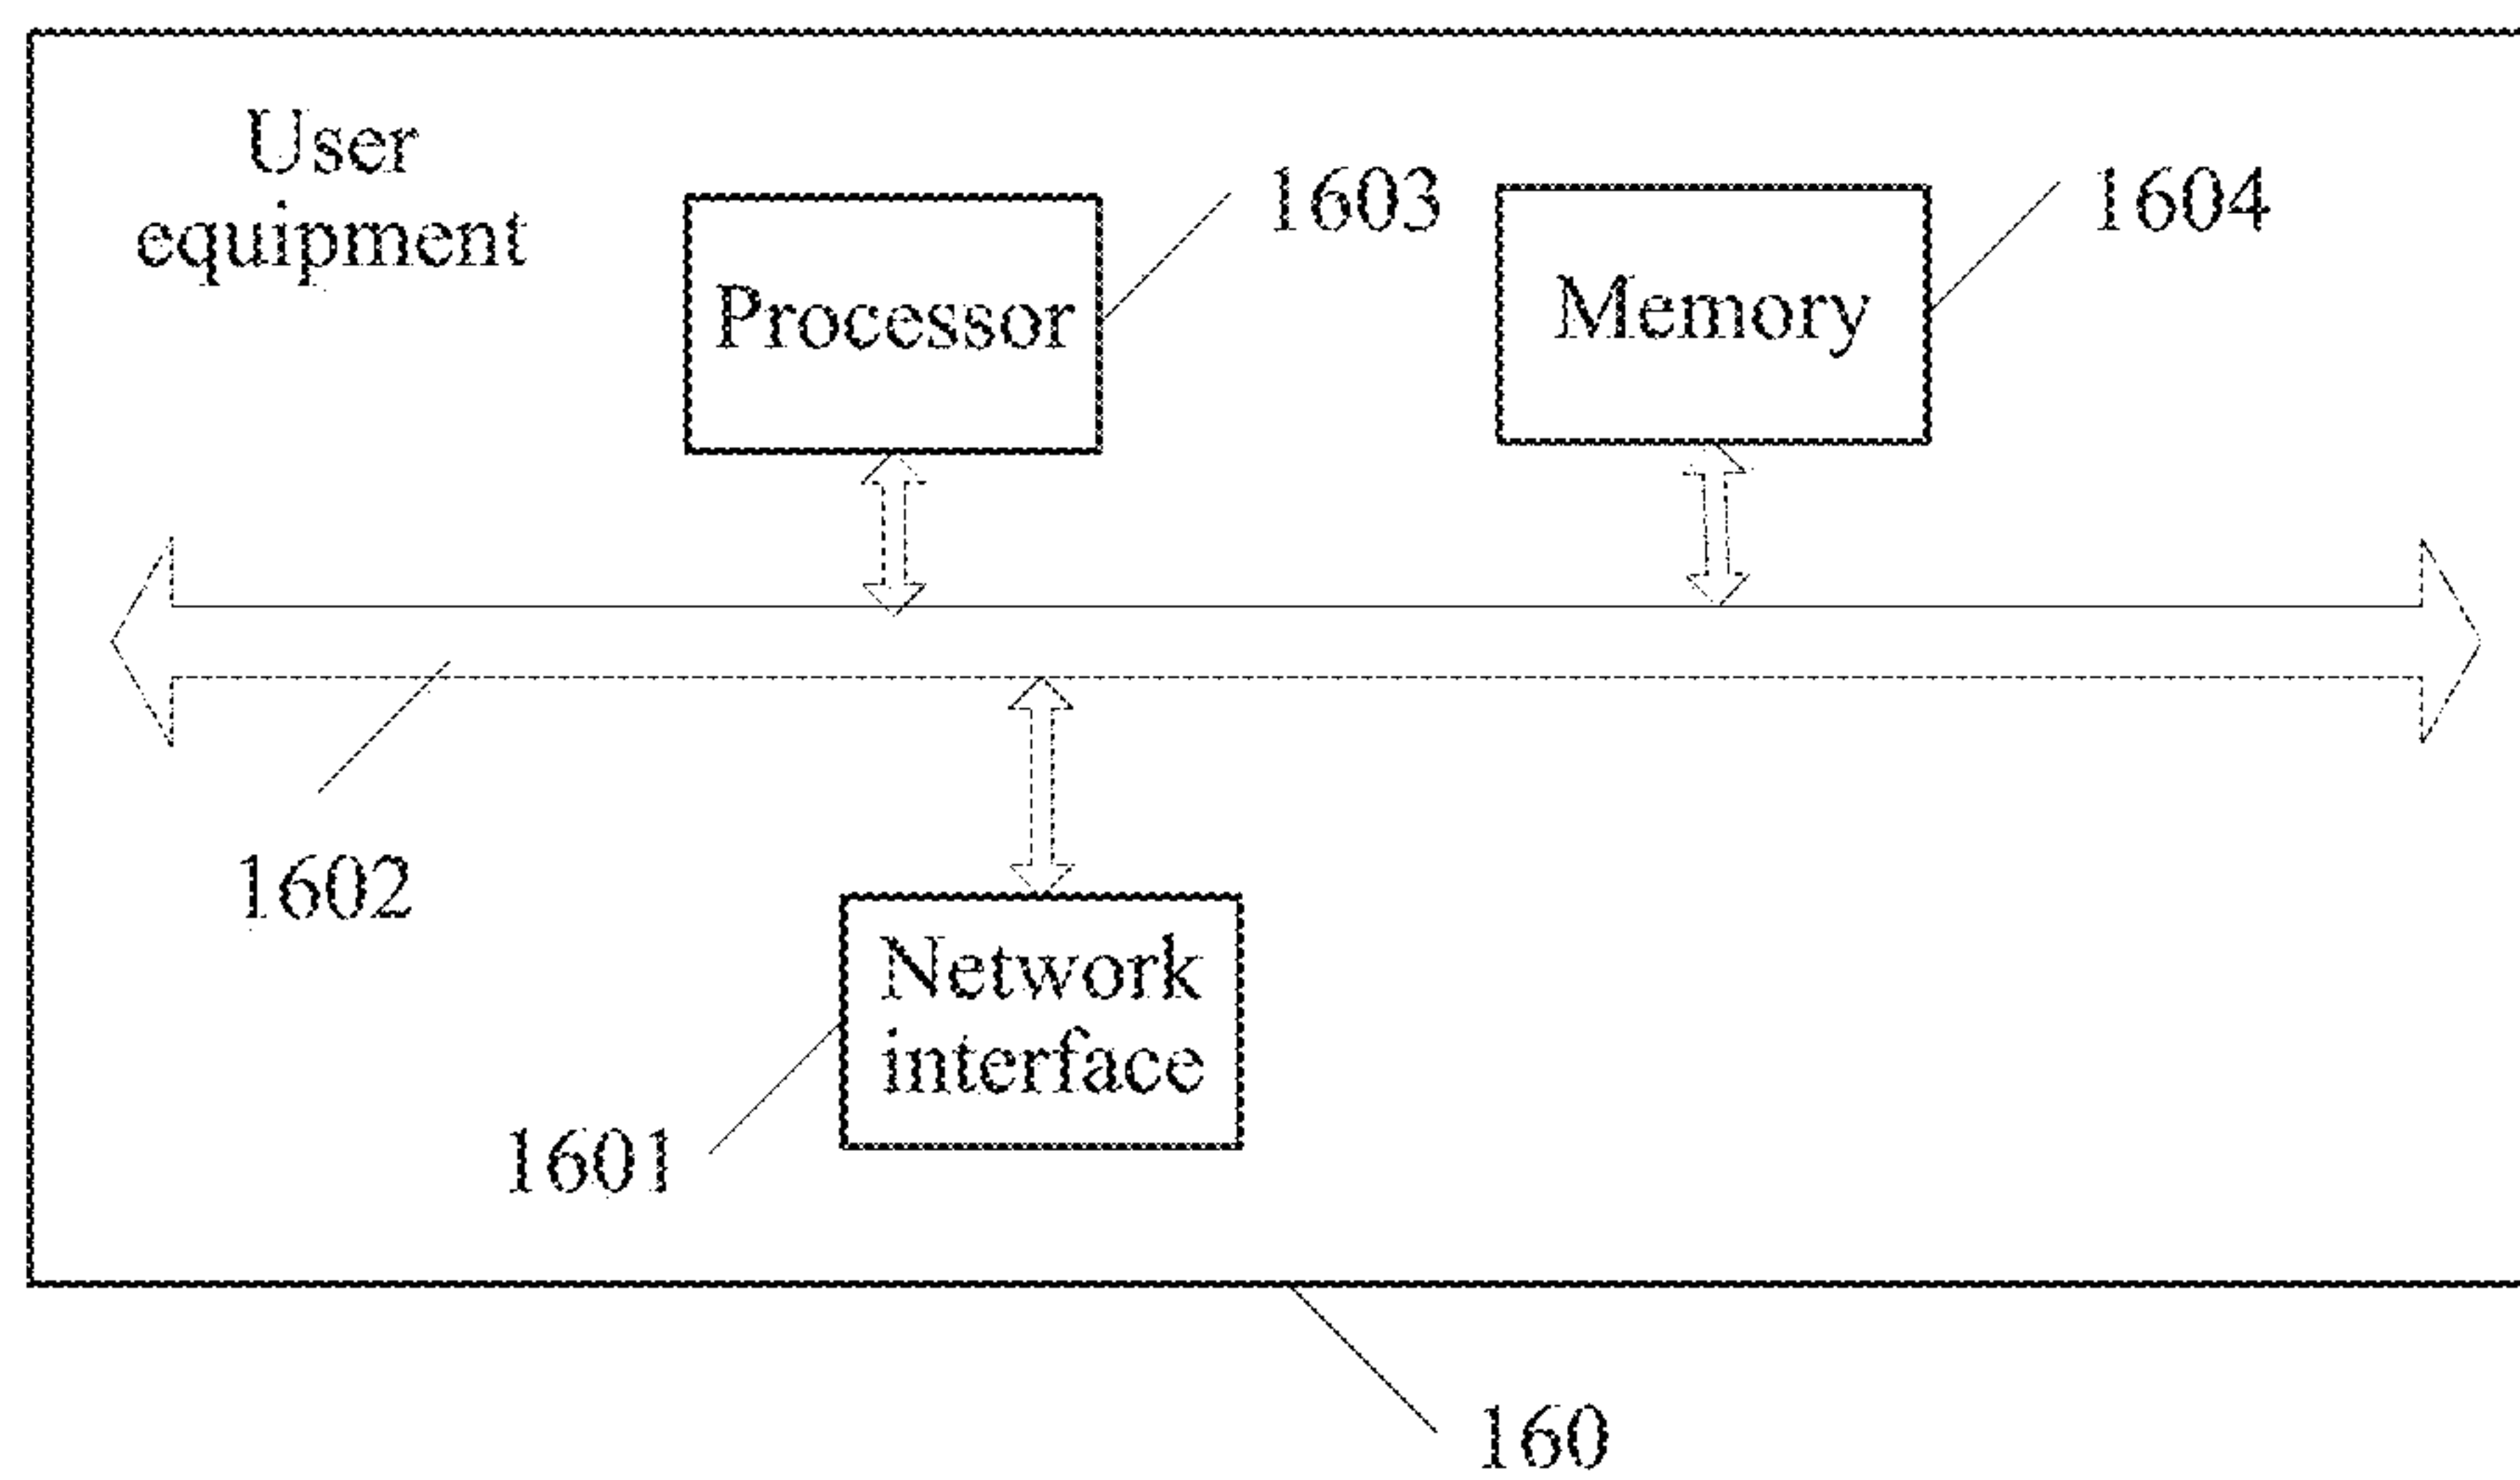 User
equipment
1603
1604
Processor
Memory
1602
Network
interface
1601
160